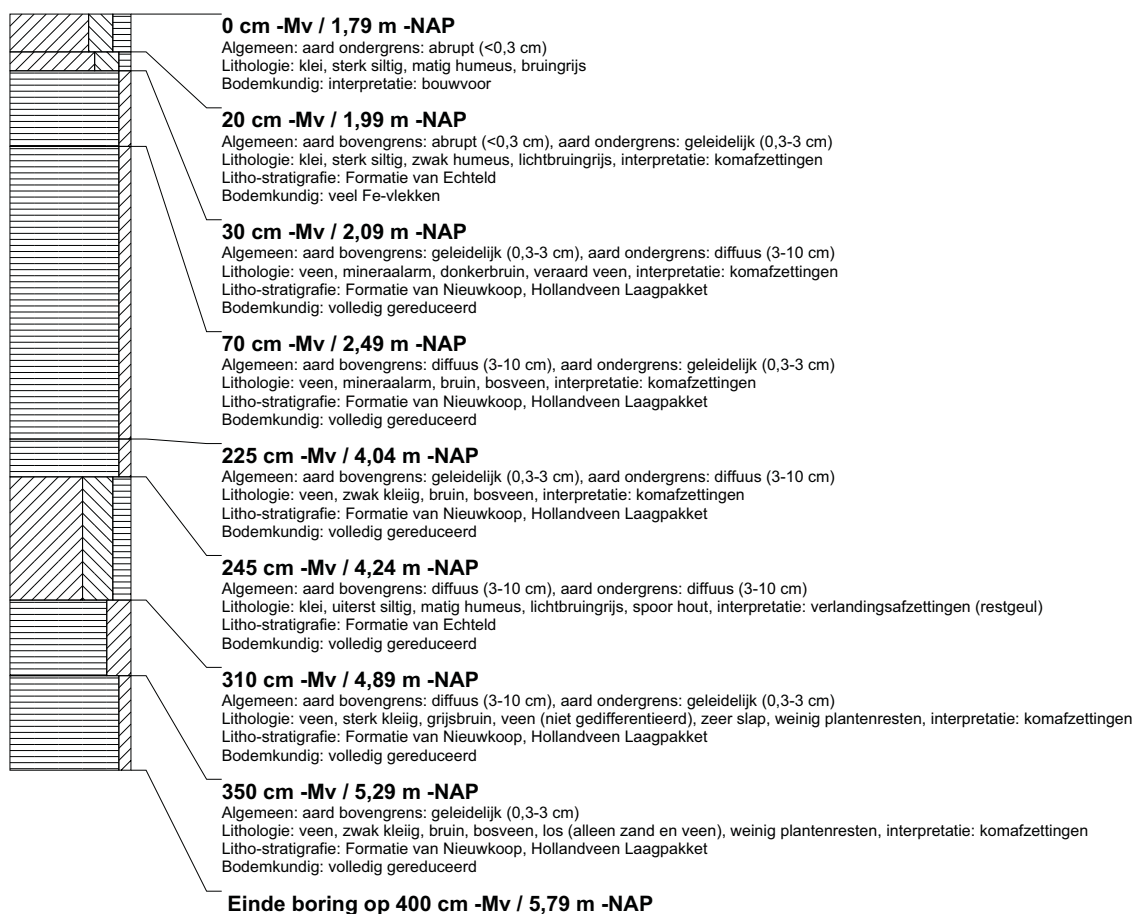 0 cm -Mv / 1,79 m -NAP
Algemeen: aard ondergrens: abrupt (<0,3 cm)
Lithologie: klei, sterk siltig, matig humeus, bruingrijs
Bodemkundig: interpretatie: bouwvoor
20 cm -Mv / 1,99 m -NAP
Algemeen: aard bovengrens: abrupt (<0,3 cm), aard ondergrens: geleidelijk (0,3-3 cm)
Lithologie: klei, sterk siltig, zwak humeus, lichtbruingrijs, interpretatie: komafzettingen
Litho-stratigrafie: Formatie van Echteld
Bodemkundig: veel Fe-vlekken
30 cm -Mv / 2,09 m -NAP
Algemeen: aard bovengrens: geleidelijk (0,3-3 cm), aard ondergrens: diffuus (3-10 cm)
Lithologie: veen, mineraalarm, donkerbruin, veraard veen, interpretatie: komafzettingen
Litho-stratigrafie: Formatie van Nieuwkoop, Hollandveen Laagpakket
Bodemkundig: volledig gereduceerd
70 cm -Mv / 2,49 m -NAP
Algemeen: aard bovengrens: diffuus (3-10 cm), aard ondergrens: geleidelijk (0,3-3 cm)
Lithologie: veen, mineraalarm, bruin, bosveen, interpretatie: komafzettingen
Litho-stratigrafie: Formatie van Nieuwkoop, Hollandveen Laagpakket
Bodemkundig: volledig gereduceerd
225 cm -Mv / 4,04 m -NAP
Algemeen: aard bovengrens: geleidelijk (0,3-3 cm), aard ondergrens: diffuus (3-10 cm)
Lithologie: veen, zwak kleiig, bruin, bosveen, interpretatie: komafzettingen
Litho-stratigrafie: Formatie van Nieuwkoop, Hollandveen Laagpakket
Bodemkundig: volledig gereduceerd
245 cm -Mv / 4,24 m -NAP
Algemeen: aard bovengrens: diffuus (3-10 cm), aard ondergrens: diffuus (3-10 cm)
Lithologie: klei, uiterst siltig, matig humeus, lichtbruingrijs, spoor hout, interpretatie: verlandingsafzettingen (restgeul)
Litho-stratigrafie: Formatie van Echteld
Bodemkundig: volledig gereduceerd
310 cm -Mv / 4,89 m -NAP
Algemeen: aard bovengrens: diffuus (3-10 cm), aard ondergrens: geleidelijk (0,3-3 cm)
Lithologie: veen, sterk kleiig, grijsbruin, veen (niet gedifferentieerd), zeer slap, weinig plantenresten, interpretatie: komafzettingen
Litho-stratigrafie: Formatie van Nieuwkoop, Hollandveen Laagpakket
Bodemkundig: volledig gereduceerd
350 cm -Mv / 5,29 m -NAP
Algemeen: aard bovengrens: geleidelijk (0,3-3 cm)
Lithologie: veen, zwak kleiig, bruin, bosveen, los (alleen zand en veen), weinig plantenresten, interpretatie: komafzettingen
Litho-stratigrafie: Formatie van Nieuwkoop, Hollandveen Laagpakket
Bodemkundig: volledig gereduceerd
Einde boring op 400 cm -Mv / 5,79 m -NAP